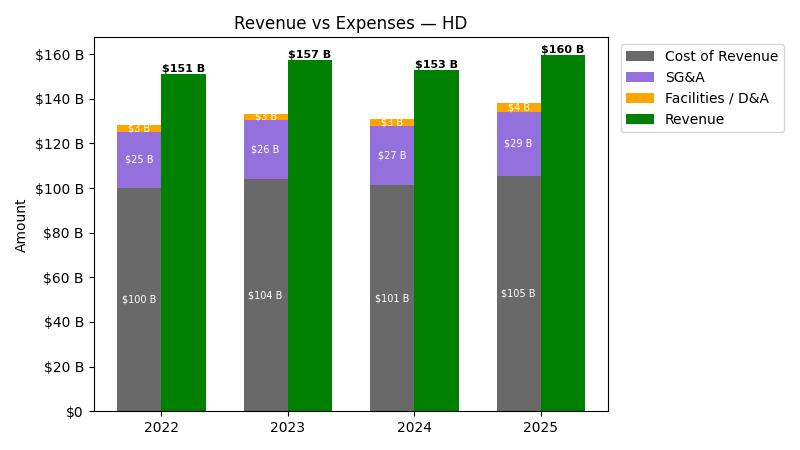 Revenue vs Expenses — HD
Amount
$160 B
$140 B
$120 B
$100 B
$80 B
$60 B
$40 B
$20 B
$0
$151 B
$3 B
$25 B
$100 B
$157 B
$3 B
$26 B
$104 B
$153 B
$3 B
$27 B
$101 B
$160 B
$4 B
$29 B
$105 B
2022
2023
2024
2025
Cost of Revenue
SG&A
Facilities / D&A
Revenue